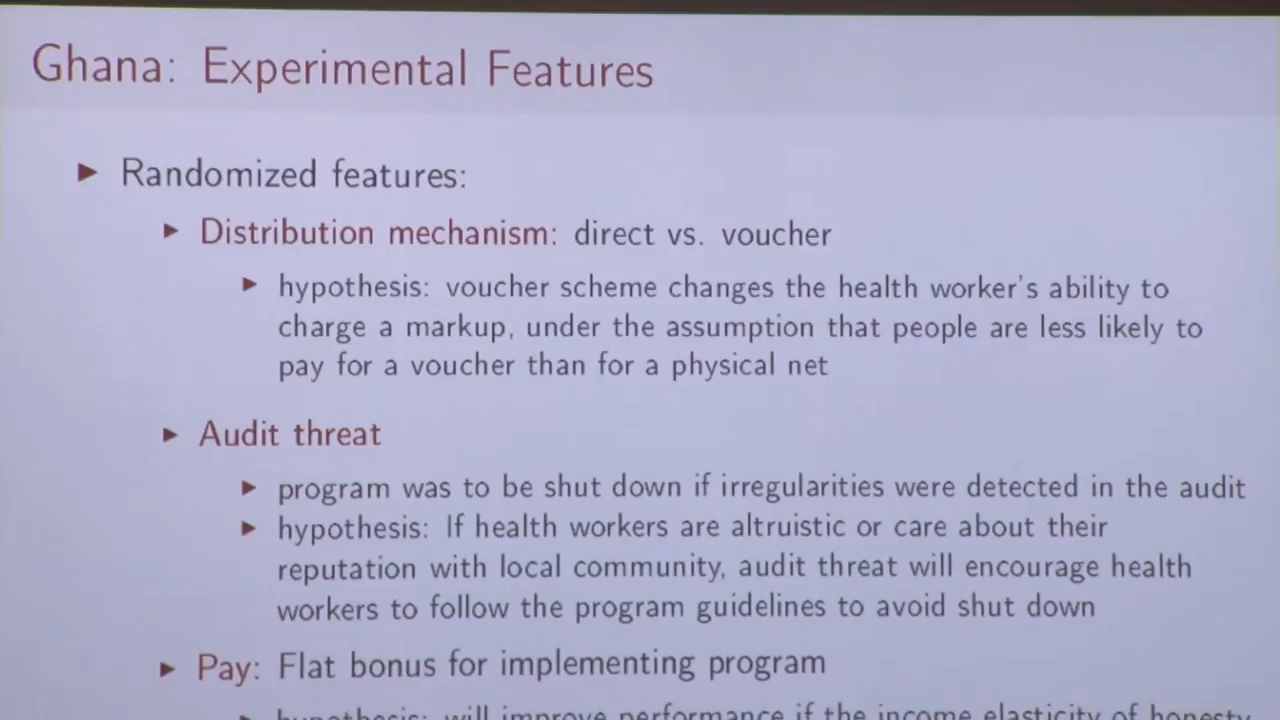 Ghana: Experimental Features
Randomized features:
Distribution mechanism: direct vs. voucher
hypothesis: voucher scheme changes the health worker's ability to
charge a markup, under the assumption that people are less likely to
pay for a voucher than for a physical net
Audit threat
program was to be shut down if irregularities were detected in the audit
hypothesis: If health workers are altruistic or care about their
reputation with local community, audit threat will encourage health
workers to follow the program guidelines to avoid shut down
Pay: Flat bonus for implementing program
hypothesis: will improve performance if the income elasticity of honesty